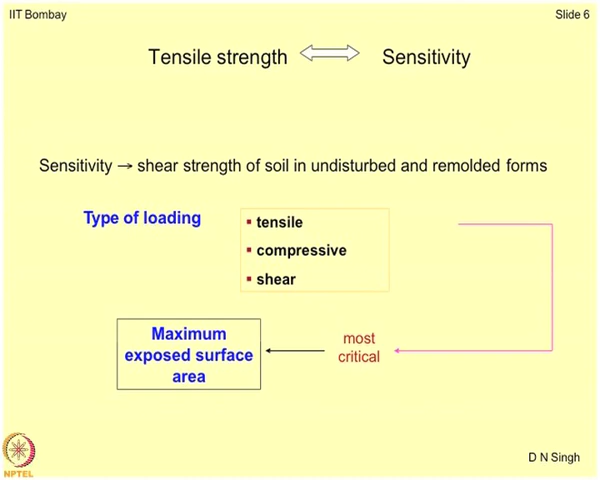 IIT Bombay
Slide 6
Tensile strength Sensitivity
Sensitivity → shear strength of soil in undisturbed and remolded forms
Type of loading
▪ tensile
▪ compressive
▪ shear
Maximum
exposed surface
area
most
critical
D N Singh
NPTEL